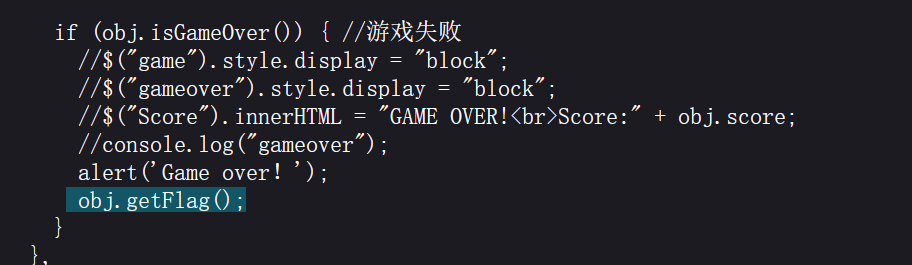 if (obj.isGameOver()) { //游戏失败
//$("game").style.display = "block";
//$("gameover").style.display = "block";
//$("Score").innerHTML = "GAME OVER!<br>Score:" + obj.score;
//console.log("gameover");
alert('Game over！');
obj.getFlag();
}
},